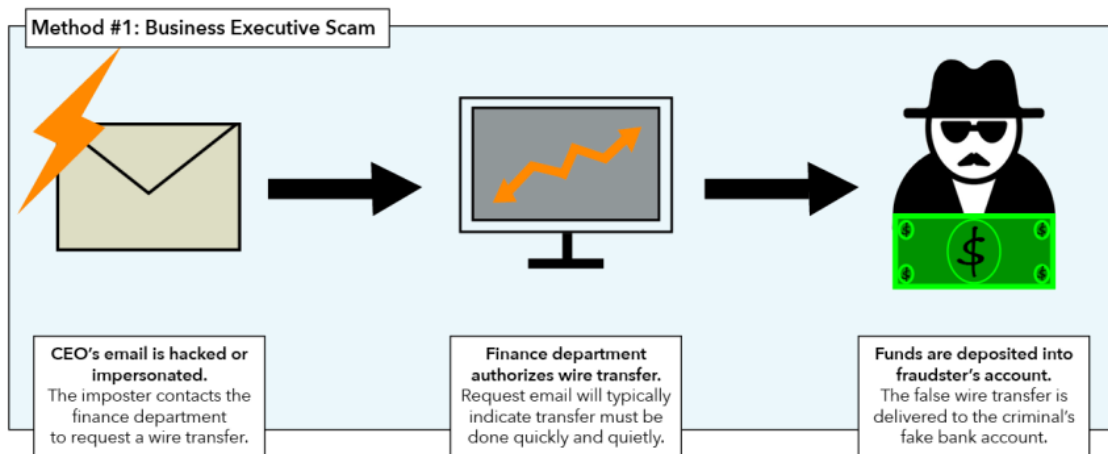 Method #1: Business Executive Scam
$
$
$
$
$
CEO's email is hacked or
impersonated.
The imposter contacts the
finance department
to request a wire transfer.
Finance department
authorizes wire transfer.
Request email will typically
indicate transfer must be
done quickly and quietly.
Funds are deposited into
fraudster's account.
The false wire transfer is
delivered to the criminal's
fake bank account.